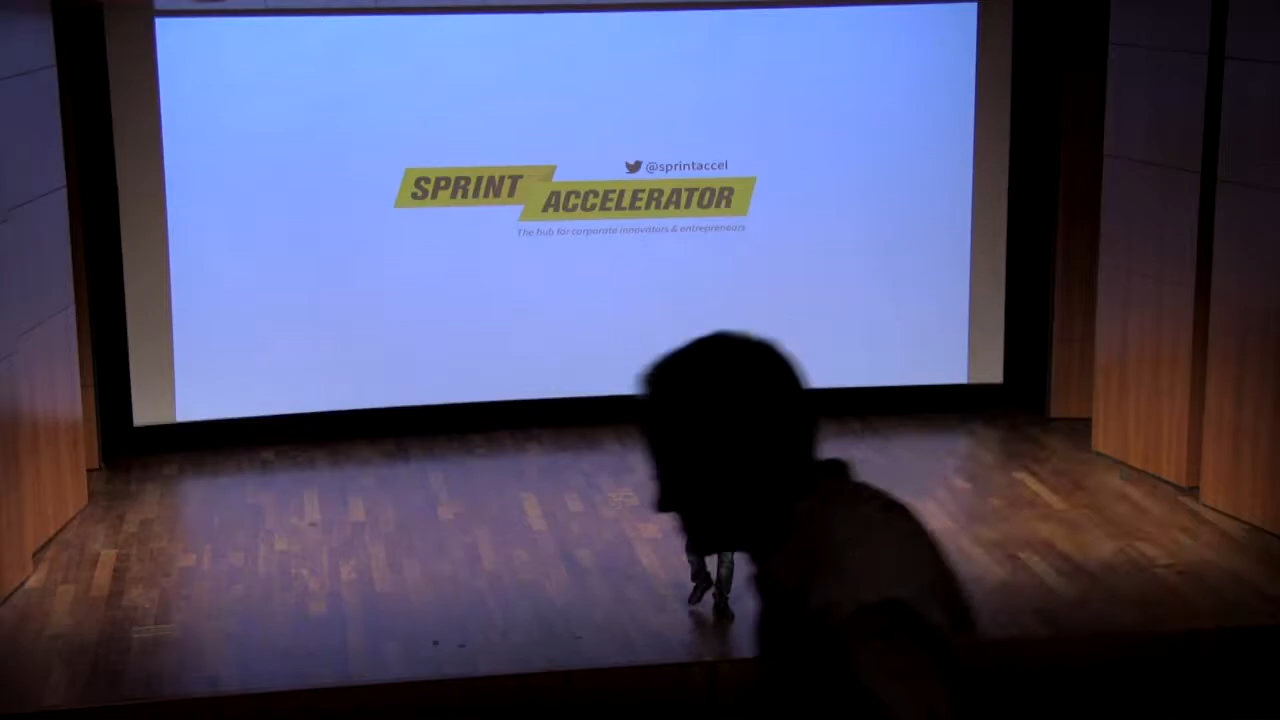 @sprintaccel
SPRINT
ACCELERATOR
The hub for corporate innovators & entrepreneurs